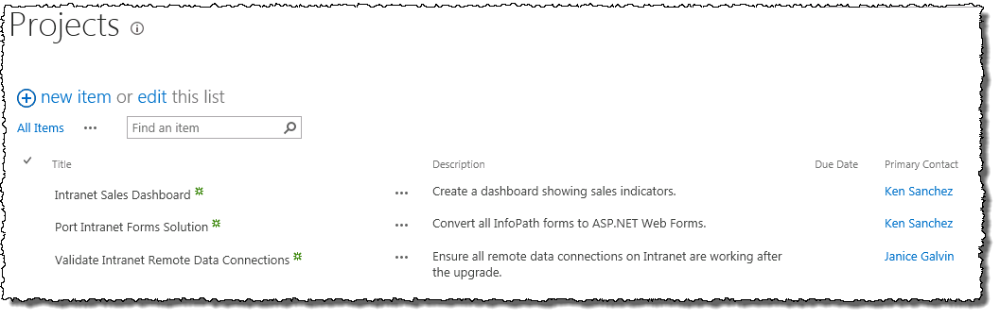 Projects
new item or edit this list
All Items ••• Find an item
Title Description Due Date Primary Contact
Intranet Sales Dashboard ••• Create a dashboard showing sales indicators. Ken Sanchez
Port Intranet Forms Solution ••• Convert all InfoPath forms to ASP.NET Web Forms. Ken Sanchez
Validate Intranet Remote Data Connections ••• Ensure all remote data connections on Intranet are working after Janice Galvin
the upgrade.